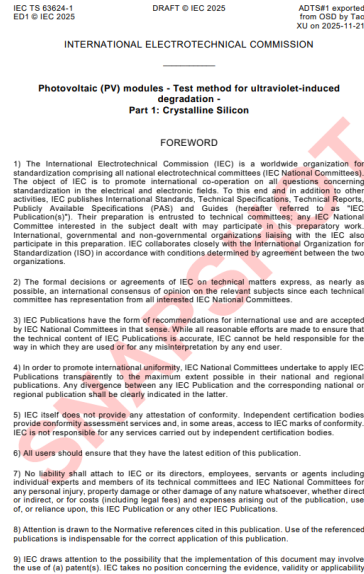 IEC TS 63624-1 DRAFT © IEC 2025 ADTS#1 exported
ED1 © IEC 2025 from OSD by Tao
XU on 2025-11-21
INTERNATIONAL ELECTROTECHNICAL COMMISSION
Photovoltaic (PV) modules - Test method for ultraviolet-induced
degradation -
Part 1: Crystalline Silicon
FOREWORD
1) The International Electrotechnical Commission (IEC) is a worldwide organization for
standardization comprising all national electrotechnical committees (IEC National Committees).
The object of IEC is to promote international co-operation on all questions concerning
standardization in the electrical and electronic fields. To this end and in addition to other
activities, IEC publishes International Standards, Technical Specifications, Technical Reports,
Publicly Available Specifications (PAS) and Guides (hereafter referred to as "IEC
Publication(s)"). Their preparation is entrusted to technical committees; any IEC National
Committee interested in the subject dealt with may participate in this preparatory work.
International, governmental and non-governmental organizations liaising with the IEC also
participate in this preparation. IEC collaborates closely with the International Organization for
Standardization (ISO) in accordance with conditions determined by agreement between the two
organizations.
2) The formal decisions or agreements of IEC on technical matters express, as nearly as
possible, an international consensus of opinion on the relevant subjects since each technical
committee has representation from all interested IEC National Committees.
3) IEC Publications have the form of recommendations for international use and are accepted
by IEC National Committees in that sense. While all reasonable efforts are made to ensure that
the technical content of IEC Publications is accurate, IEC cannot be held responsible for the
way in which they are used or for any misinterpretation by any end user.
4) In order to promote international uniformity, IEC National Committees undertake to apply IEC
Publications transparently to the maximum extent possible in their national and regional
publications. Any divergence between any IEC Publication and the corresponding national or
regional publication shall be clearly indicated in the latter.
5) IEC itself does not provide any attestation of conformity. Independent certification bodies
provide conformity assessment services and, in some areas, access to IEC marks of conformity.
IEC is not responsible for any services carried out by independent certification bodies.
6) All users should ensure that they have the latest edition of this publication.
7) No liability shall attach to IEC or its directors, employees, servants or agents including
individual experts and members of its technical committees and IEC National Committees for
any personal injury, property damage or other damage of any nature whatsoever, whether direct
or indirect, or for costs (including legal fees) and expenses arising out of the publication, use
of, or reliance upon, this IEC Publication or any other IEC Publications.
8) Attention is drawn to the Normative references cited in this publication. Use of the referenced
publications is indispensable for the correct application of this publication.
9) IEC draws attention to the possibility that the implementation of this document may involve
the use of (a) patent(s). IEC takes no position concerning the evidence, validity or applicability
SNAPSHOT